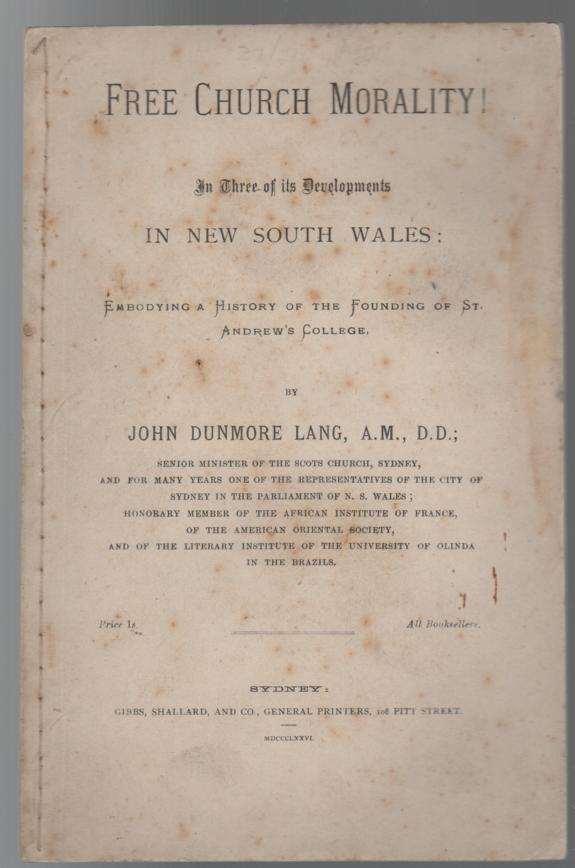 FREE CHURCH MORALITY!
In Three of its Developments
IN NEW SOUTH WALES:
EMBODYING A HISTORY OF THE FOUNDING OF ST.
ANDREW'S COLLEGE,
BY
JOHN DUNMORE LANG, A.M., D.D.;
SENIOR MINISTER OF THE SCOTS CHURCH, SYDNEY,
AND FOR MANY YEARS ONE OF THE REPRESENTATIVES OF THE CITY OF
SYDNEY IN THE PARLIAMENT OF N. S. WALES;
HONORARY MEMBER OF THE AFRICAN INSTITUTE OF FRANCE,
OF THE AMERICAN ORIENTAL SOCIETY,
AND OF THE LITERARY INSTITUTE OF THE UNIVERSITY OF OLINDA
IN THE BRAZILS.
Price 1s. All Booksellers.
SYDNEY:
GIBBS, SHALLARD, AND CO., GENERAL PRINTERS, 108 PITT STREET.
MDCCCLXXVI.